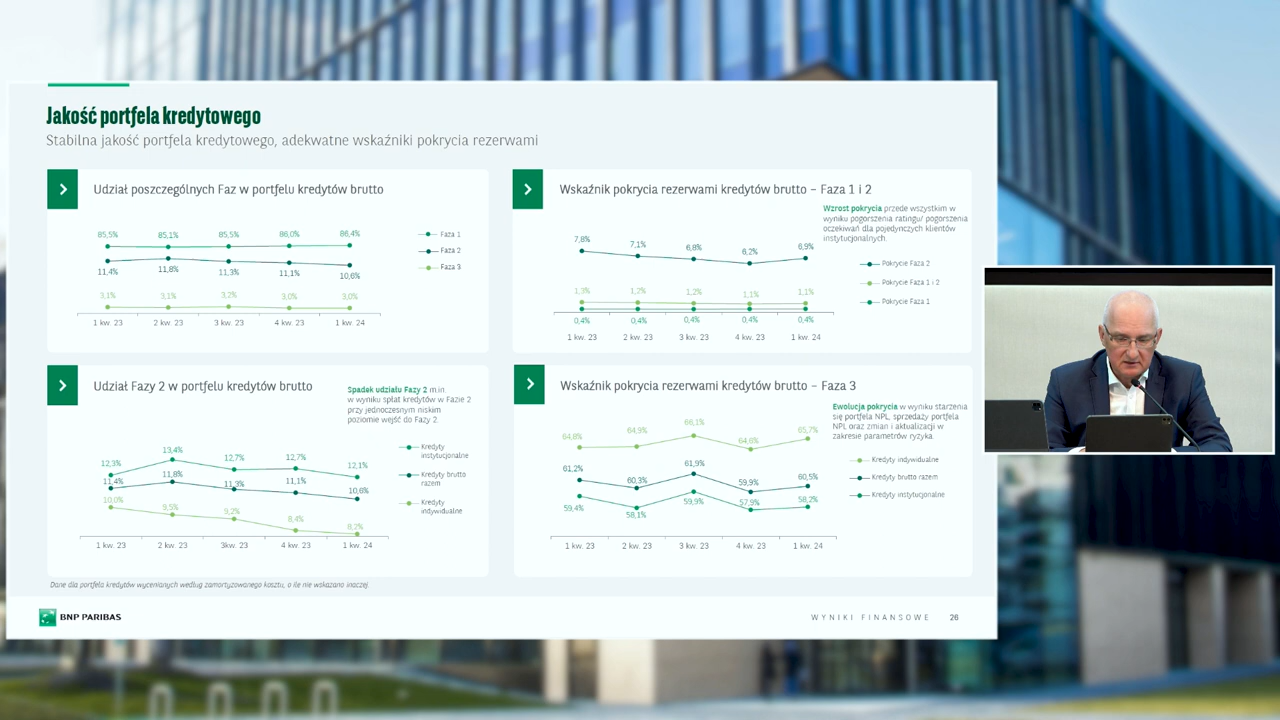 Jakość portfela kredytowego
Stabilna jakość portfela kredytowego, adekwatne wskaźniki pokrycia rezerwami
Udział poszczególnych Faz w portfelu kredytów brutto
85,5% 85,1% 85,5% 86,0% 86,4%
11,4% 11,8% 11,3% 11,1% 10,6%
3,1% 3,1% 3,2% 3,0% 3,0%
1 kw. 23 2 kw. 23 3 kw. 23 4 kw. 23 1 kw. 24
Faza 1
Faza 2
Faza 3
Wskaźnik pokrycia rezerwami kredytów brutto – Faza 1 i 2
Wzrost pokrycia przede wszystkim w
wyniku pogorszenia ratingu/ pogorszenia
oczekiwań dla pojedynczych klientów
instytucjonalnych.
7,8% 7,1% 6,8% 6,2% 6,9%
1,3% 1,2% 1,2% 1,1% 1,1%
0,4% 0,4% 0,4% 0,4% 0,4%
1 kw. 23 2 kw. 23 3 kw. 23 4 kw. 23 1 kw. 24
Pokrycie Faza 2
Pokrycie Faza 1 i 2
Pokrycie Faza 1
Udział Fazy 2 w portfelu kredytów brutto
Spadek udziału Fazy 2 m.in.
w wyniku spłat kredytów w Fazie 2
przy jednoczesnym niskim
poziomie wejść do Fazy 2.
12,3% 13,4% 12,7% 12,7% 12,1%
11,4% 11,8% 11,3% 11,1% 10,6%
10,0% 9,5% 9,2% 8,4% 8,2%
1 kw. 23 2 kw. 23 3kw. 23 4 kw. 23 1 kw. 24
Kredyty
instytucjonalne
Kredyty brutto
razem
Kredyty
indywidualne
Wskaźnik pokrycia rezerwami kredytów brutto – Faza 3
Ewolucja pokrycia w wyniku starzenia
się portfela NPL, sprzedaży portfela
NPL oraz zmian i aktualizacji w
zakresie parametrów ryzyka.
64,8% 64,9% 66,1% 64,6% 65,7%
61,2% 60,3% 61,9% 59,9% 60,5%
59,4% 58,1% 59,9% 57,9% 58,2%
1 kw. 23 2 kw. 23 3 kw. 23 4 kw. 23 1 kw. 24
Kredyty indywidualne
Kredyty brutto razem
Kredyty instytucjonalne
Dane dla portfela kredytów wycenianych według zamortyzowanego kosztu, o ile nie wskazano inaczej.
BNP PARIBAS
WYNIKI FINANSOWE 26